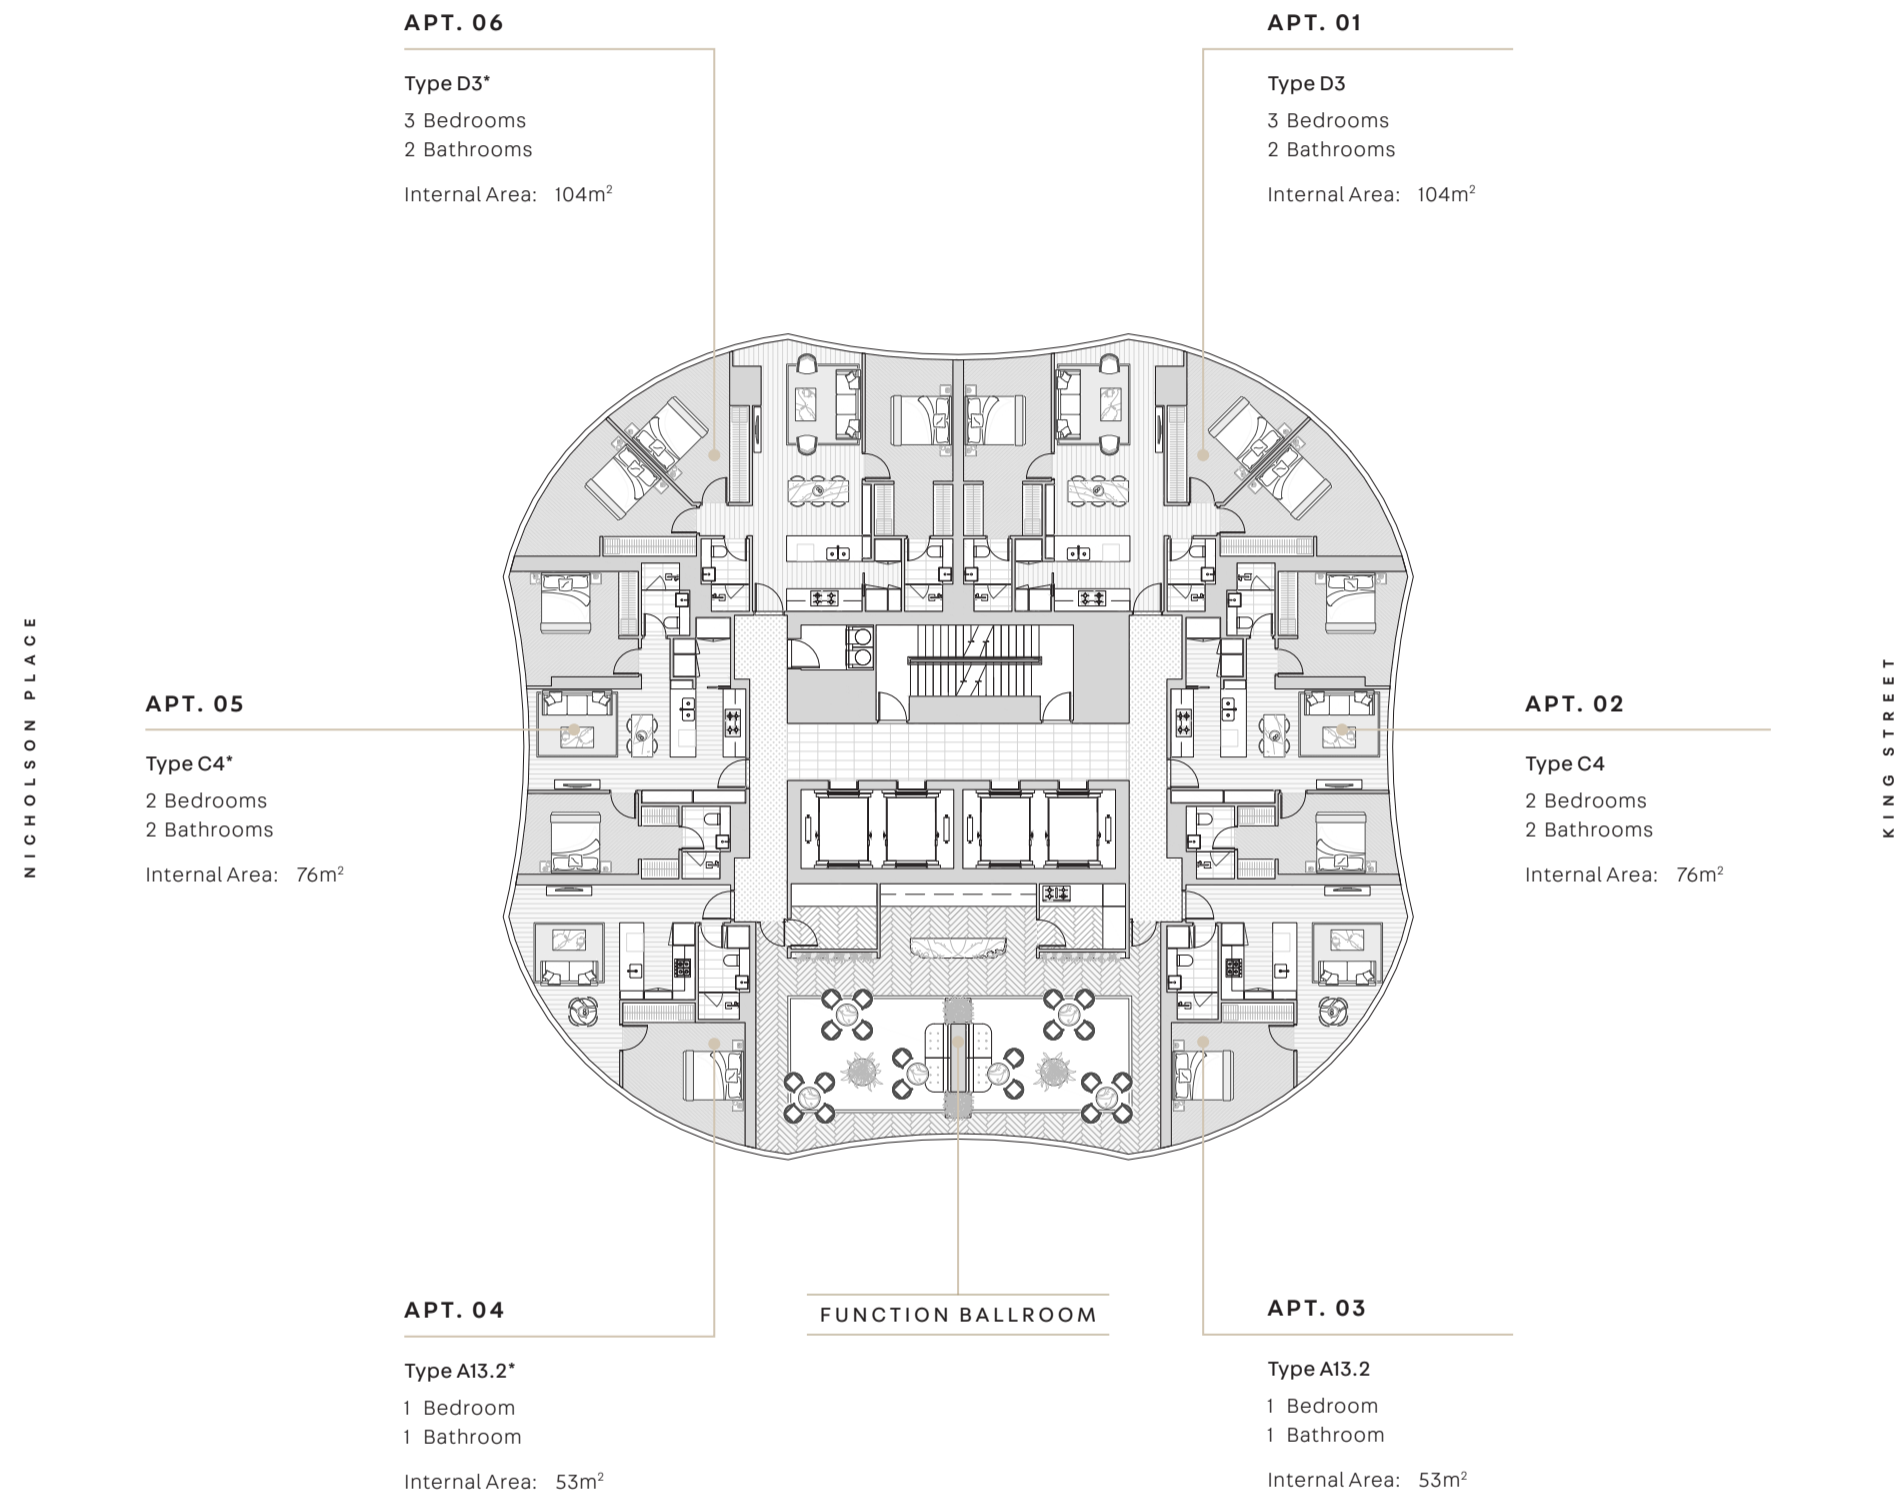 APT. 06
Type D3*
3 Bedrooms
2 Bathrooms
Internal Area: 104m²
APT. 01
Type D3
3 Bedrooms
2 Bathrooms
Internal Area: 104m²
NICHOLSON PLACE
APT. 05
Type C4*
2 Bedrooms
2 Bathrooms
Internal Area: 76m²
APT. 02
Type C4
2 Bedrooms
2 Bathrooms
Internal Area: 76m²
KING STREET
APT. 04
Type A13.2*
1 Bedroom
1 Bathroom
Internal Area: 53m²
FUNCTION BALLROOM
APT. 03
Type A13.2
1 Bedroom
1 Bathroom
Internal Area: 53m²